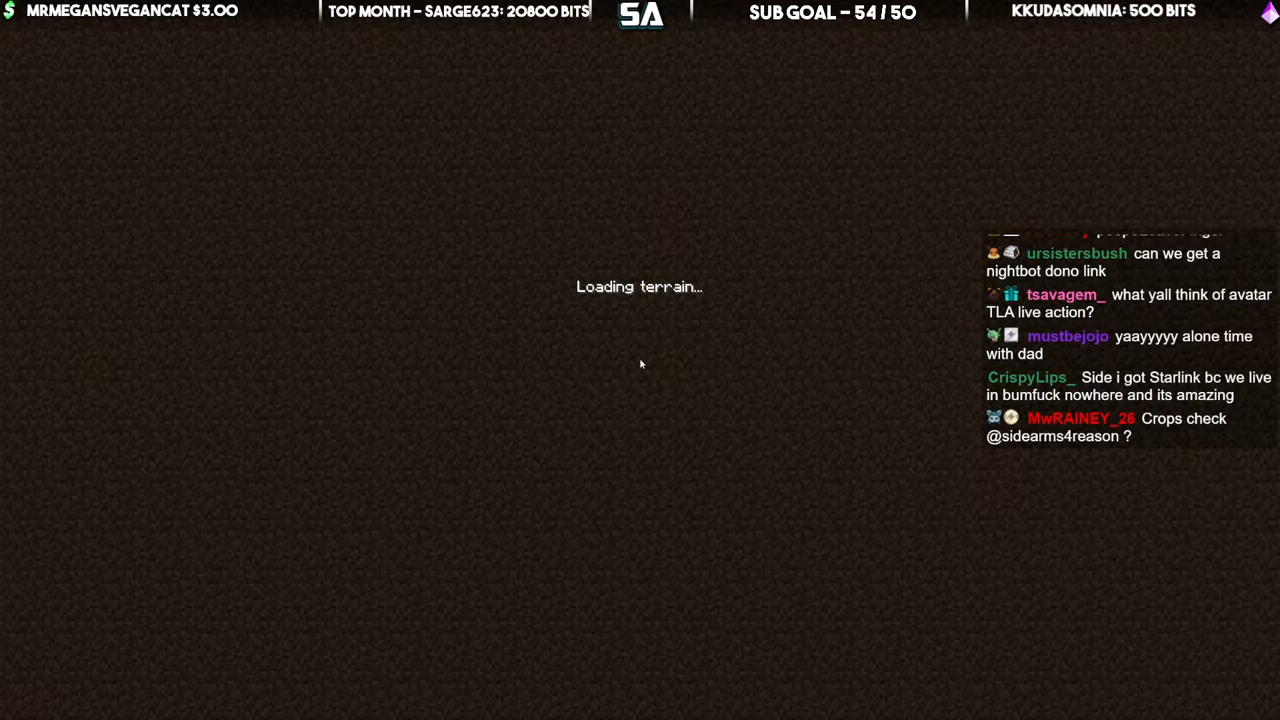 $ MRMEGANSVEGANCAT $3.00
TOP MONTH - SARGE623: 20800 BITS
SA
SUB GOAL - 54 / 50
KKUDASOMNIA: 500 BITS
Loading terrain...
ursistersbush can we get a
nightbot dono link
tsavagem_ what yall think of avatar
TLA live action?
mustbejojo yaayyyyy alone time
with dad
CrispyLips_ Side i got Starlink bc we live
in bumfuck nowhere and its amazing
MwRAINEY_26 Crops check
@sidearms4reason ?